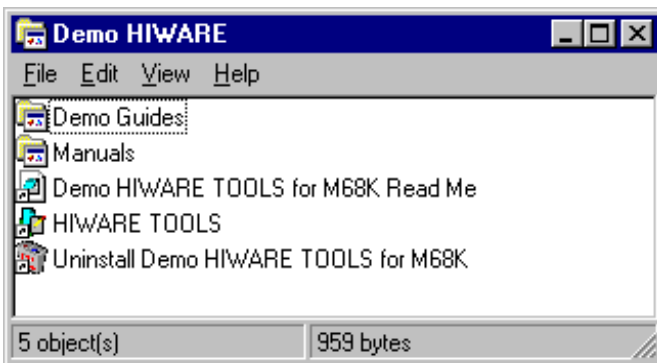 Demo HIWARE
File Edit View Help
Demo Guides
Manuals
Demo HIWARE TOOLS for M68K Read Me
HIWARE TOOLS
Uninstall Demo HIWARE TOOLS for M68K
5 object(s) 959 bytes